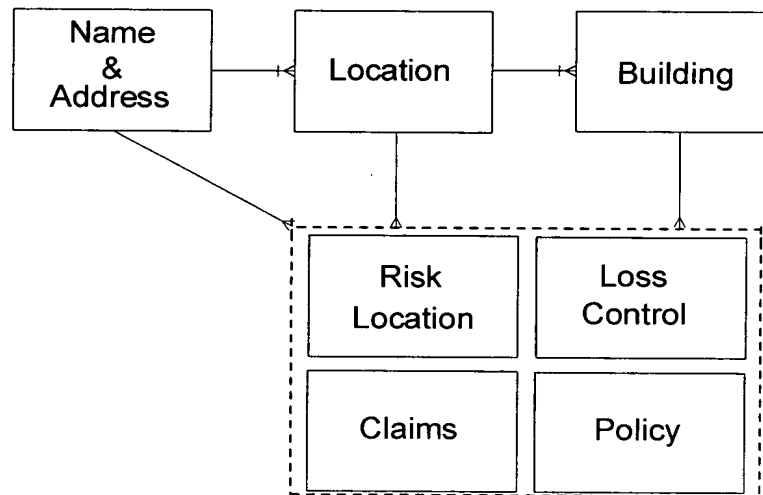 Name
&
Address
Location
Building
Risk
Location
Loss
Control
Claims
Policy